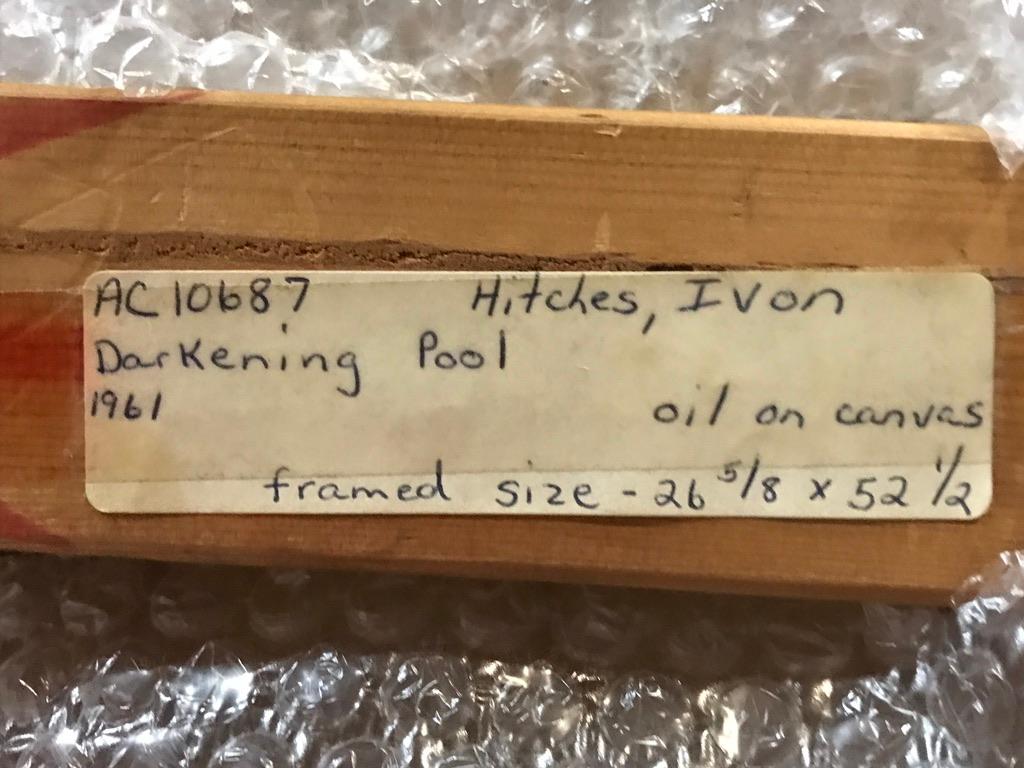 AC10687 Hitches, Ivon
Darkening Pool
1961
oil on canvas
framed size - 26 5/8 x 52 1/2